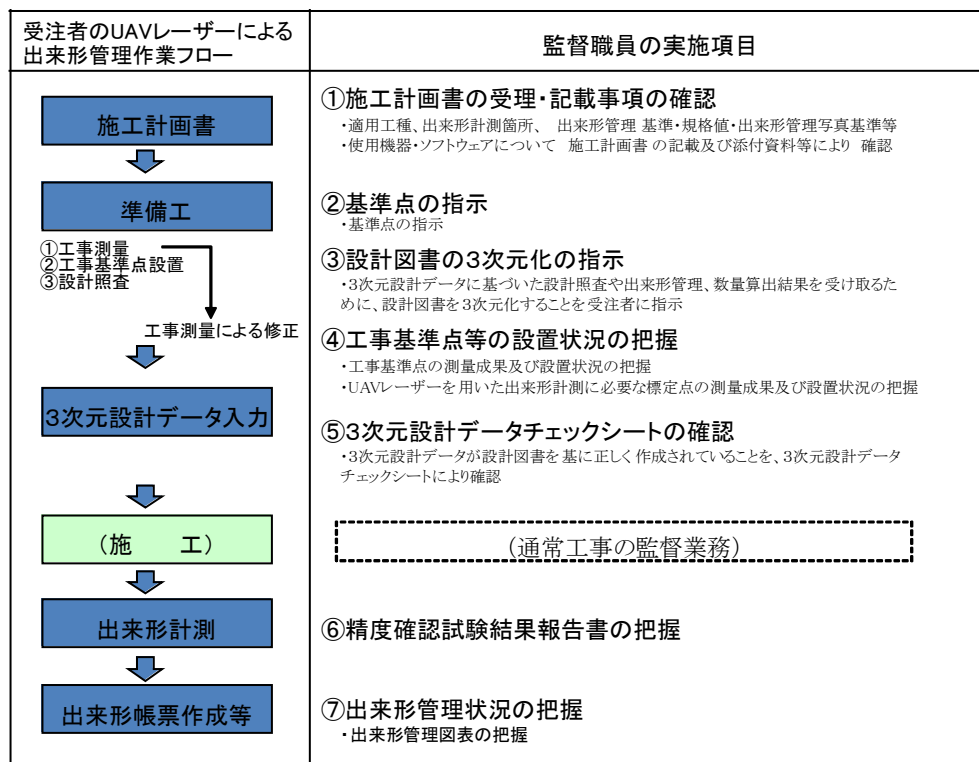 受注者のUAVレーザーによる
出来形管理作業フロー
監督職員の実施項目
施工計画書
①施工計画書の受理・記載事項の確認
・適用工種、出来形計測箇所、 出来形管理 基準・規格値・出来形管理写真基準等
・使用機器・ソフトウェアについて 施工計画書 の記載及び添付資料等により 確認
準備工
②基準点の指示
・基準点の指示
①工事測量
②工事基準点設置
③設計照査
工事測量による修正
③設計図書の3次元化の指示
・3次元設計データに基づいた設計照査や出来形管理、数量算出結果を受け取るた
めに、設計図書を3次元化することを受注者に指示
④工事基準点等の設置状況の把握
・工事基準点の測量成果及び設置状況の把握
・UAVレーザーを用いた出来形計測に必要な標定点の測量成果及び設置状況の把握
3次元設計データ入力
⑤3次元設計データチェックシートの確認
・3次元設計データが設計図書を基に正しく作成されていることを、3次元設計データ
チェックシートにより確認
(施 工)
(通常工事の監督業務)
出来形計測
⑥精度確認試験結果報告書の把握
出来形帳票作成等
⑦出来形管理状況の把握
・出来形管理図表の把握